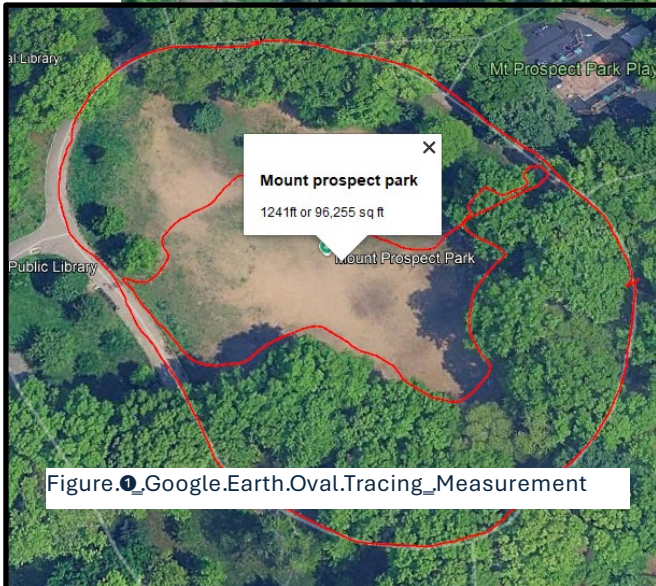 al Library
Mt Prospect Park Play
×
Mount prospect park
1241ft or 96,255 sq ft
Mount Prospect Park
Public Library
Figure.❶_Google.Earth.Oval.Tracing_Measurement